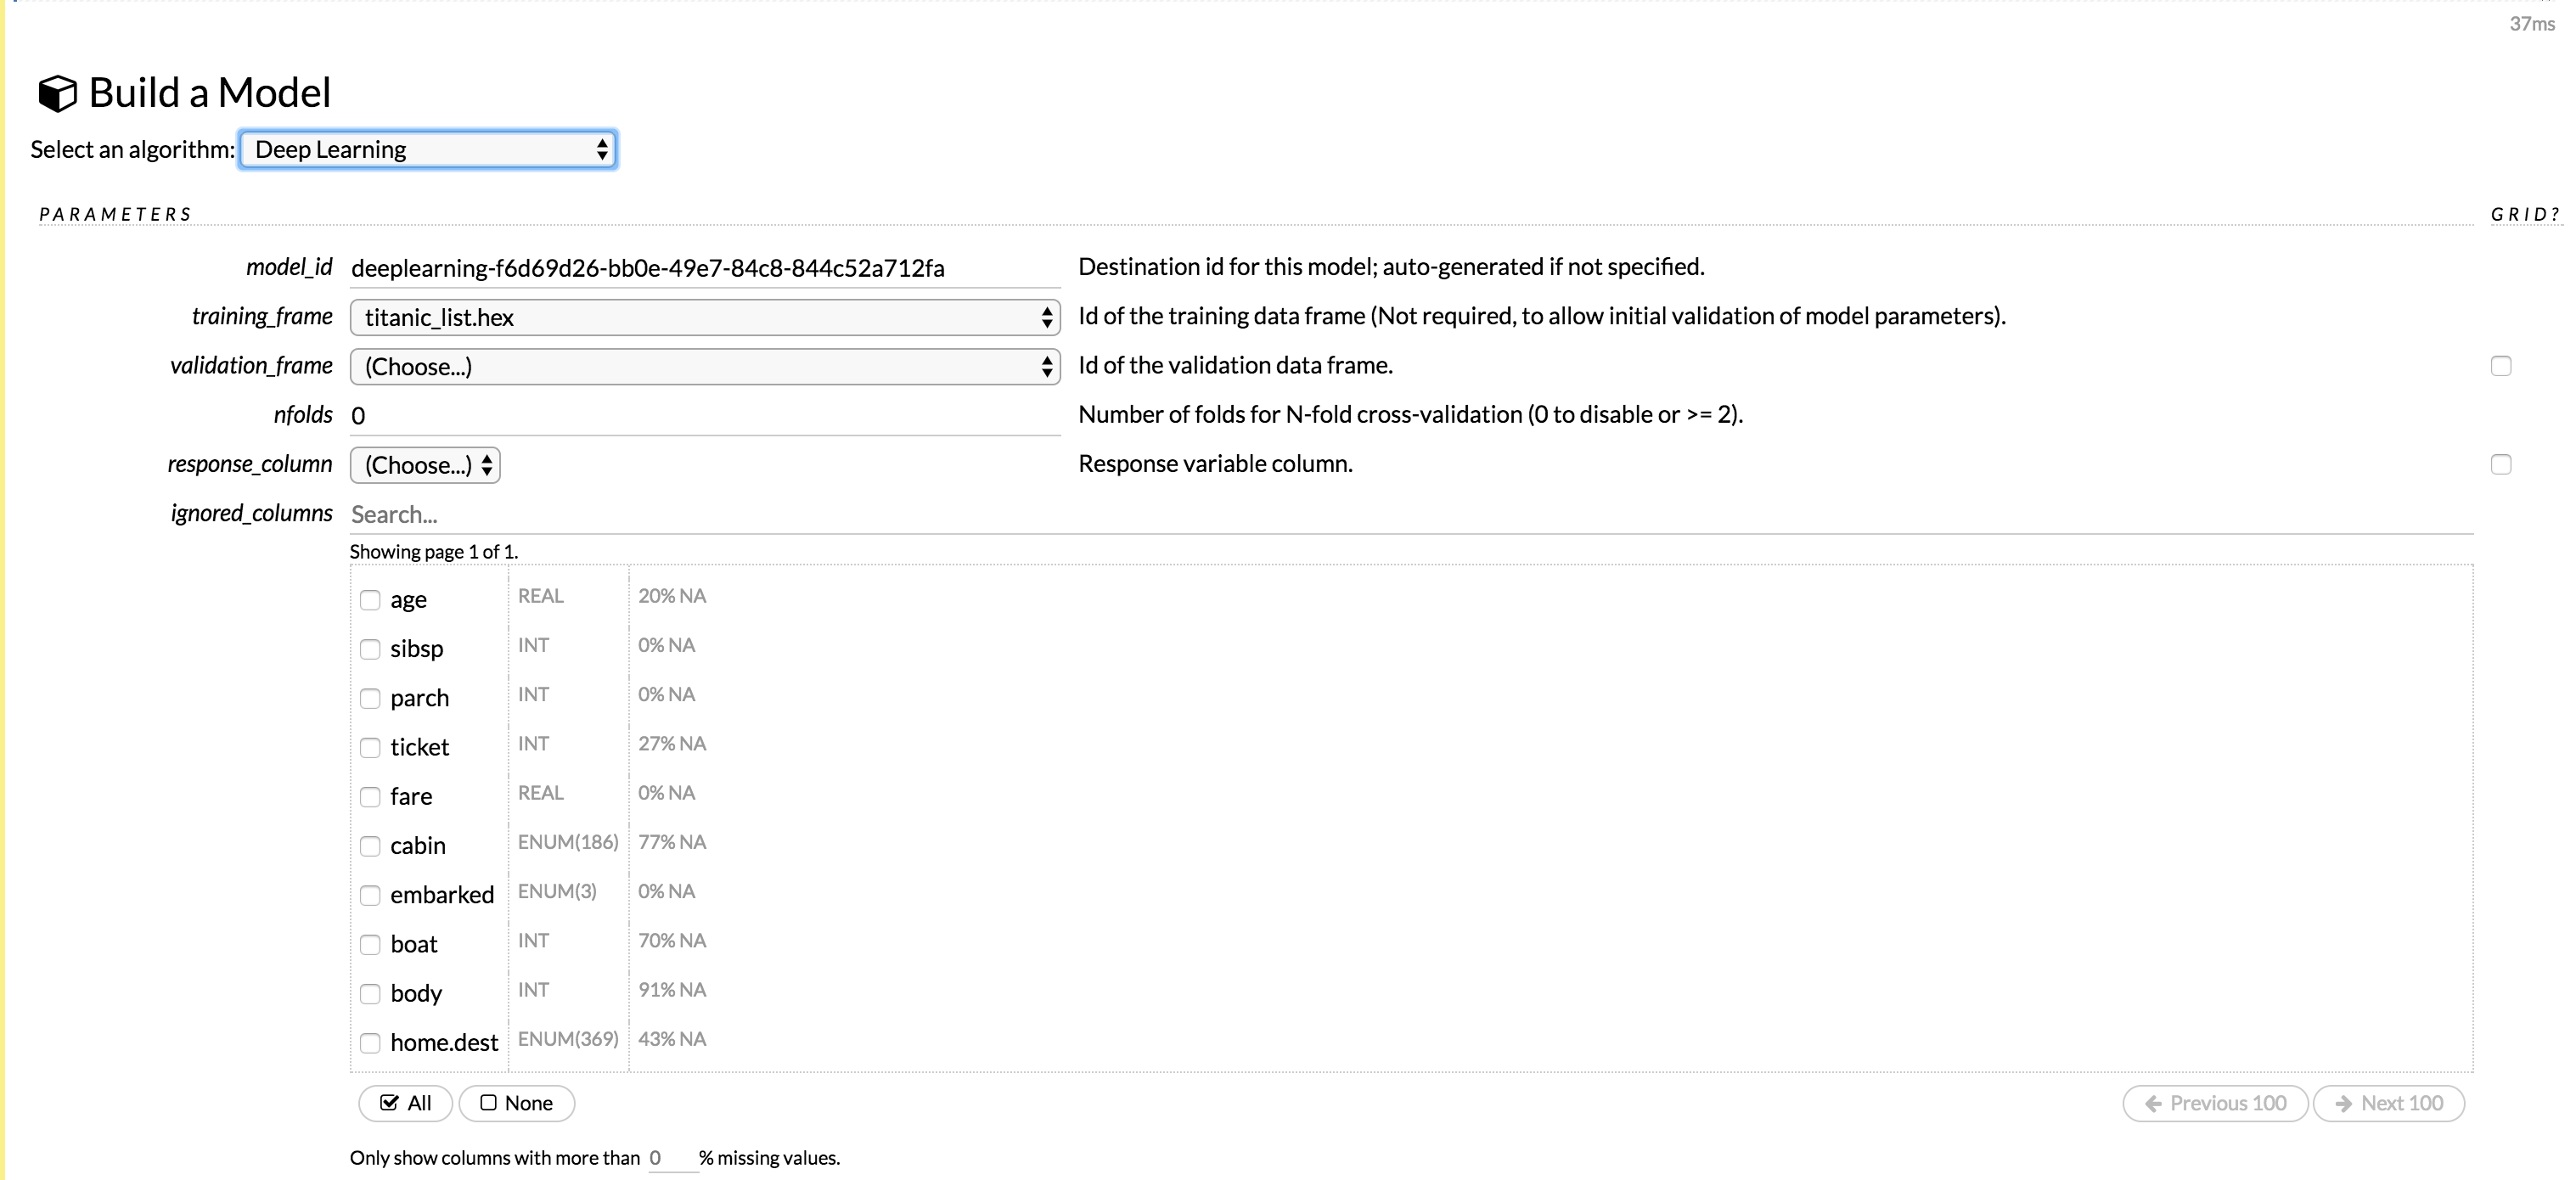 37ms
Build a Model
Select an algorithm: Deep Learning
PARAMETERS GRID?
model_id deeplearning-f6d69d26-bb0e-49e7-84c8-844c52a712fa Destination id for this model; auto-generated if not specified.
training_frame titanic_list.hex Id of the training data frame (Not required, to allow initial validation of model parameters).
validation_frame (Choose...) Id of the validation data frame.
nfolds 0 Number of folds for N-fold cross-validation (0 to disable or >= 2).
response_column (Choose...) Response variable column.
ignored_columns Search...
Showing page 1 of 1.
age REAL 20% NA
sibsp INT 0% NA
parch INT 0% NA
ticket INT 27% NA
fare REAL 0% NA
cabin ENUM(186) 77% NA
embarked ENUM(3) 0% NA
boat INT 70% NA
body INT 91% NA
home.dest ENUM(369) 43% NA
All None Previous 100 Next 100
Only show columns with more than 0 % missing values.